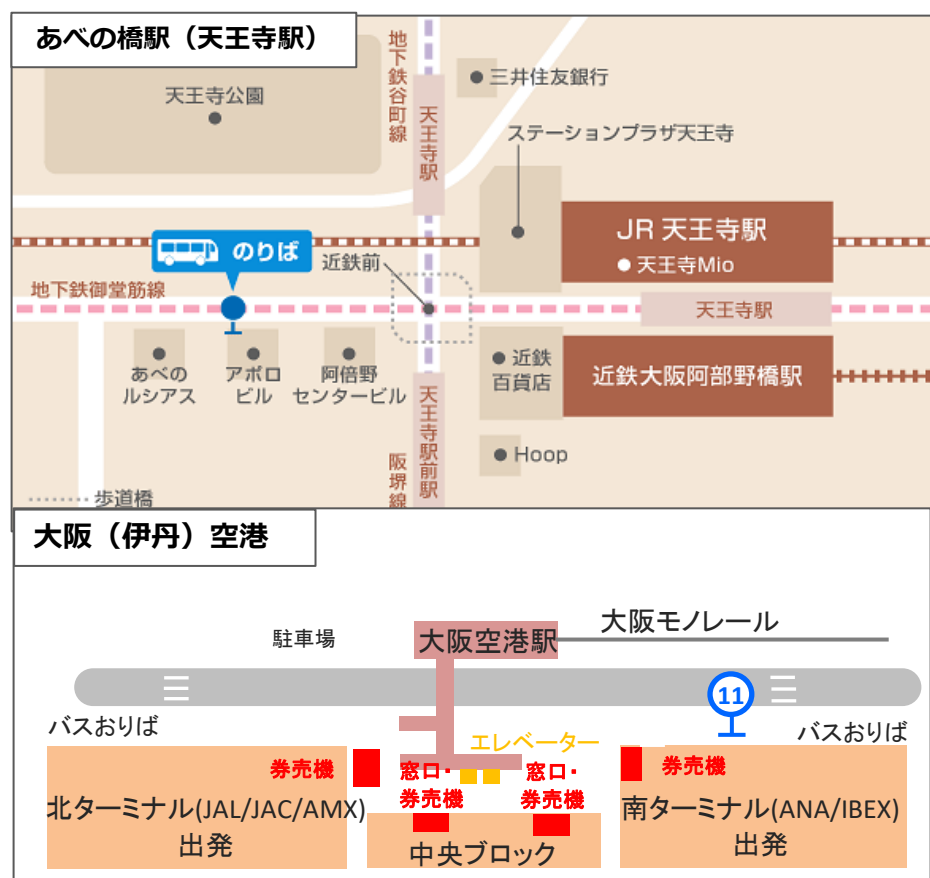 あべの橋駅（天王寺駅）
天王寺公園
地下鉄谷町線
天王寺駅
三井住友銀行
ステーションプラザ天王寺
JR 天王寺駅
天王寺Mio
のりば
近鉄前
地下鉄御堂筋線
天王寺駅
あべの
ルシアス
アポロ
ビル
阿倍野
センタービル
近鉄
百貨店
近鉄大阪阿部野橋駅
天王寺駅前駅
阪堺線
Hoop
歩道橋
大阪（伊丹）空港
駐車場
大阪空港駅
大阪モノレール
11
バスおりば
バスおりば
エレベーター
券売機
窓口・
券売機
窓口・
券売機
券売機
北ターミナル(JAL/JAC/AMX)
出発
中央ブロック
南ターミナル(ANA/IBEX)
出発